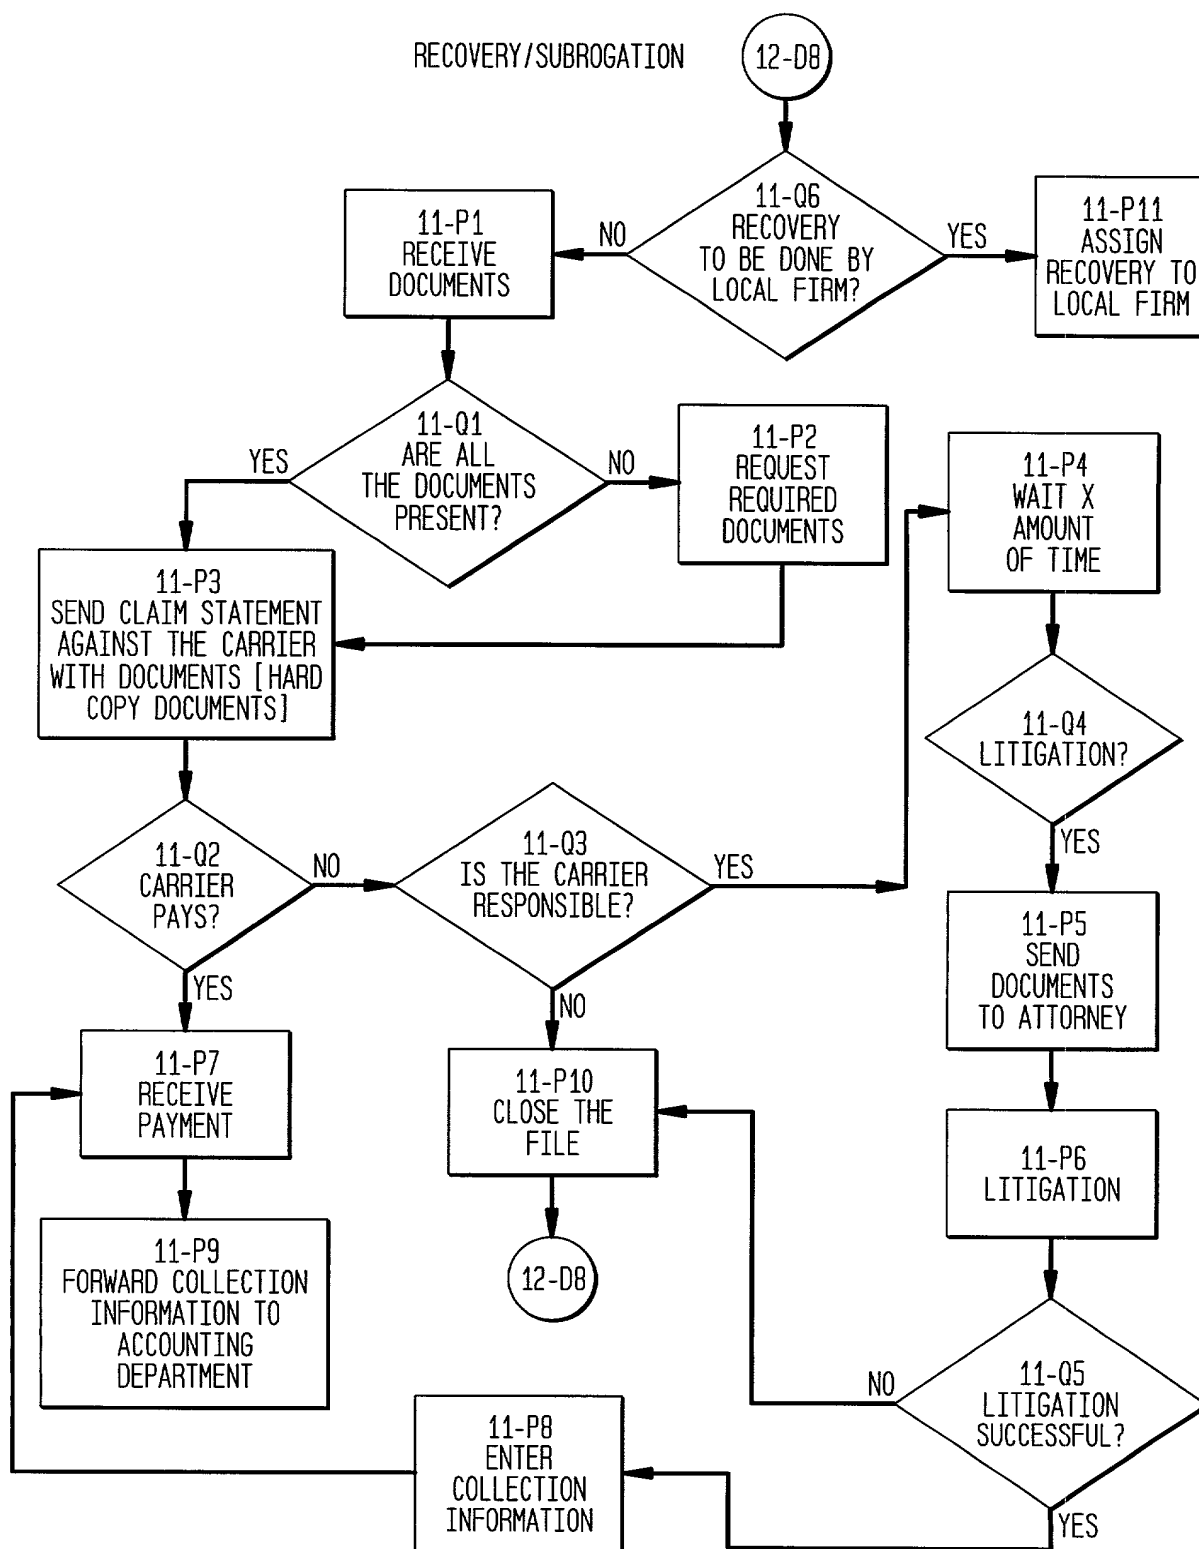 RECOVERY/SUBROGATION
12-D8
11-Q6
RECOVERY
TO BE DONE BY
LOCAL FIRM?
NO
YES
11-P1
RECEIVE
DOCUMENTS
11-P11
ASSIGN
RECOVERY TO
LOCAL FIRM
11-Q1
ARE ALL
THE DOCUMENTS
PRESENT?
YES
NO
11-P2
REQUEST
REQUIRED
DOCUMENTS
11-P4
WAIT X
AMOUNT
OF TIME
11-P3
SEND CLAIM STATEMENT
AGAINST THE CARRIER
WITH DOCUMENTS [HARD
COPY DOCUMENTS]
11-Q4
LITIGATION?
YES
11-Q2
CARRIER
PAYS?
NO
YES
11-Q3
IS THE CARRIER
RESPONSIBLE?
YES
NO
11-P5
SEND
DOCUMENTS
TO ATTORNEY
11-P7
RECEIVE
PAYMENT
11-P10
CLOSE THE
FILE
11-P6
LITIGATION
11-P9
FORWARD COLLECTION
INFORMATION TO
ACCOUNTING
DEPARTMENT
12-D8
11-Q5
LITIGATION
SUCCESSFUL?
NO
YES
11-P8
ENTER
COLLECTION
INFORMATION